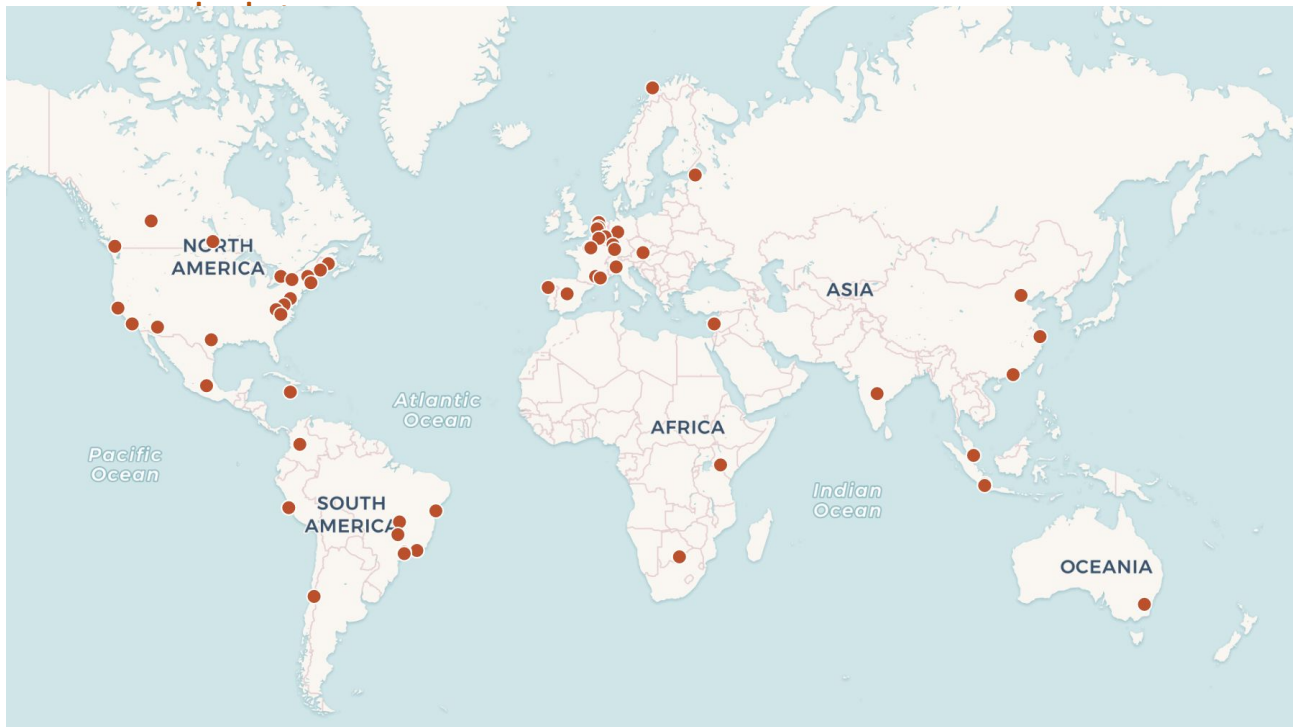 NORTH
AMERICA
ASIA
Atlantic
Ocean
AFRICA
Pacific
Ocean
Indian
Ocean
SOUTH
AMERICA
OCEANIA